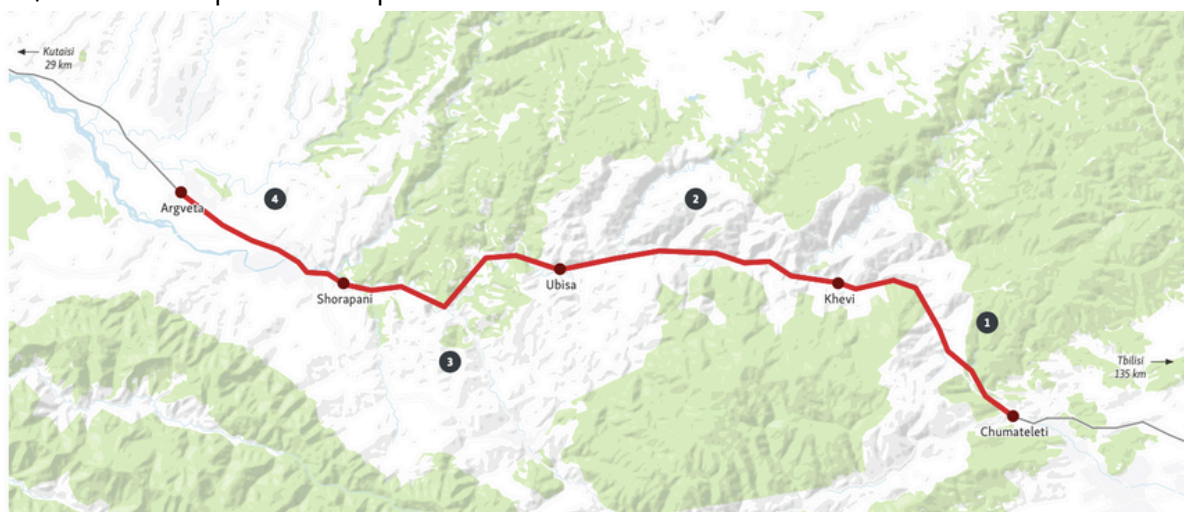 Kutaisi
29 km
Argveta
4
2
Shorapani
Ubisa
Khevi
3
1
Tbilisi
135 km
Chumateleti